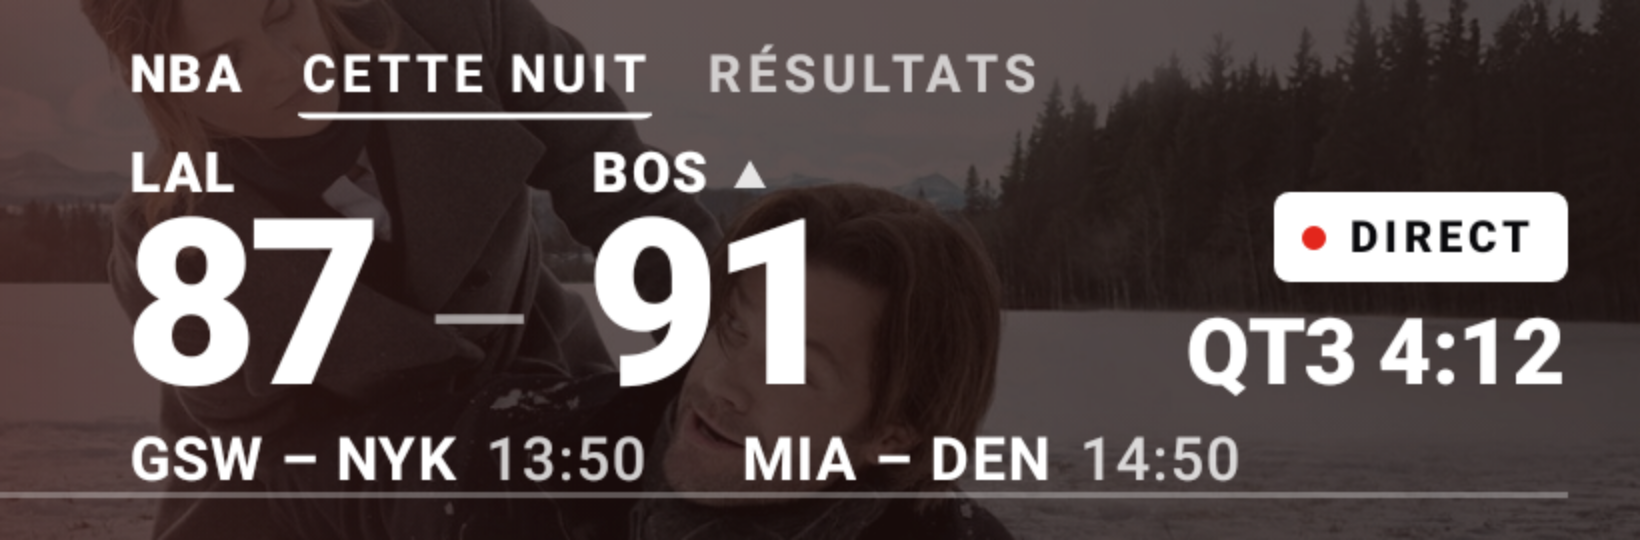 NBA CETTE NUIT RÉSULTATS
LAL BOS ▲
87 – 91
DIRECT
QT3 4:12
GSW – NYK 13:50 MIA – DEN 14:50